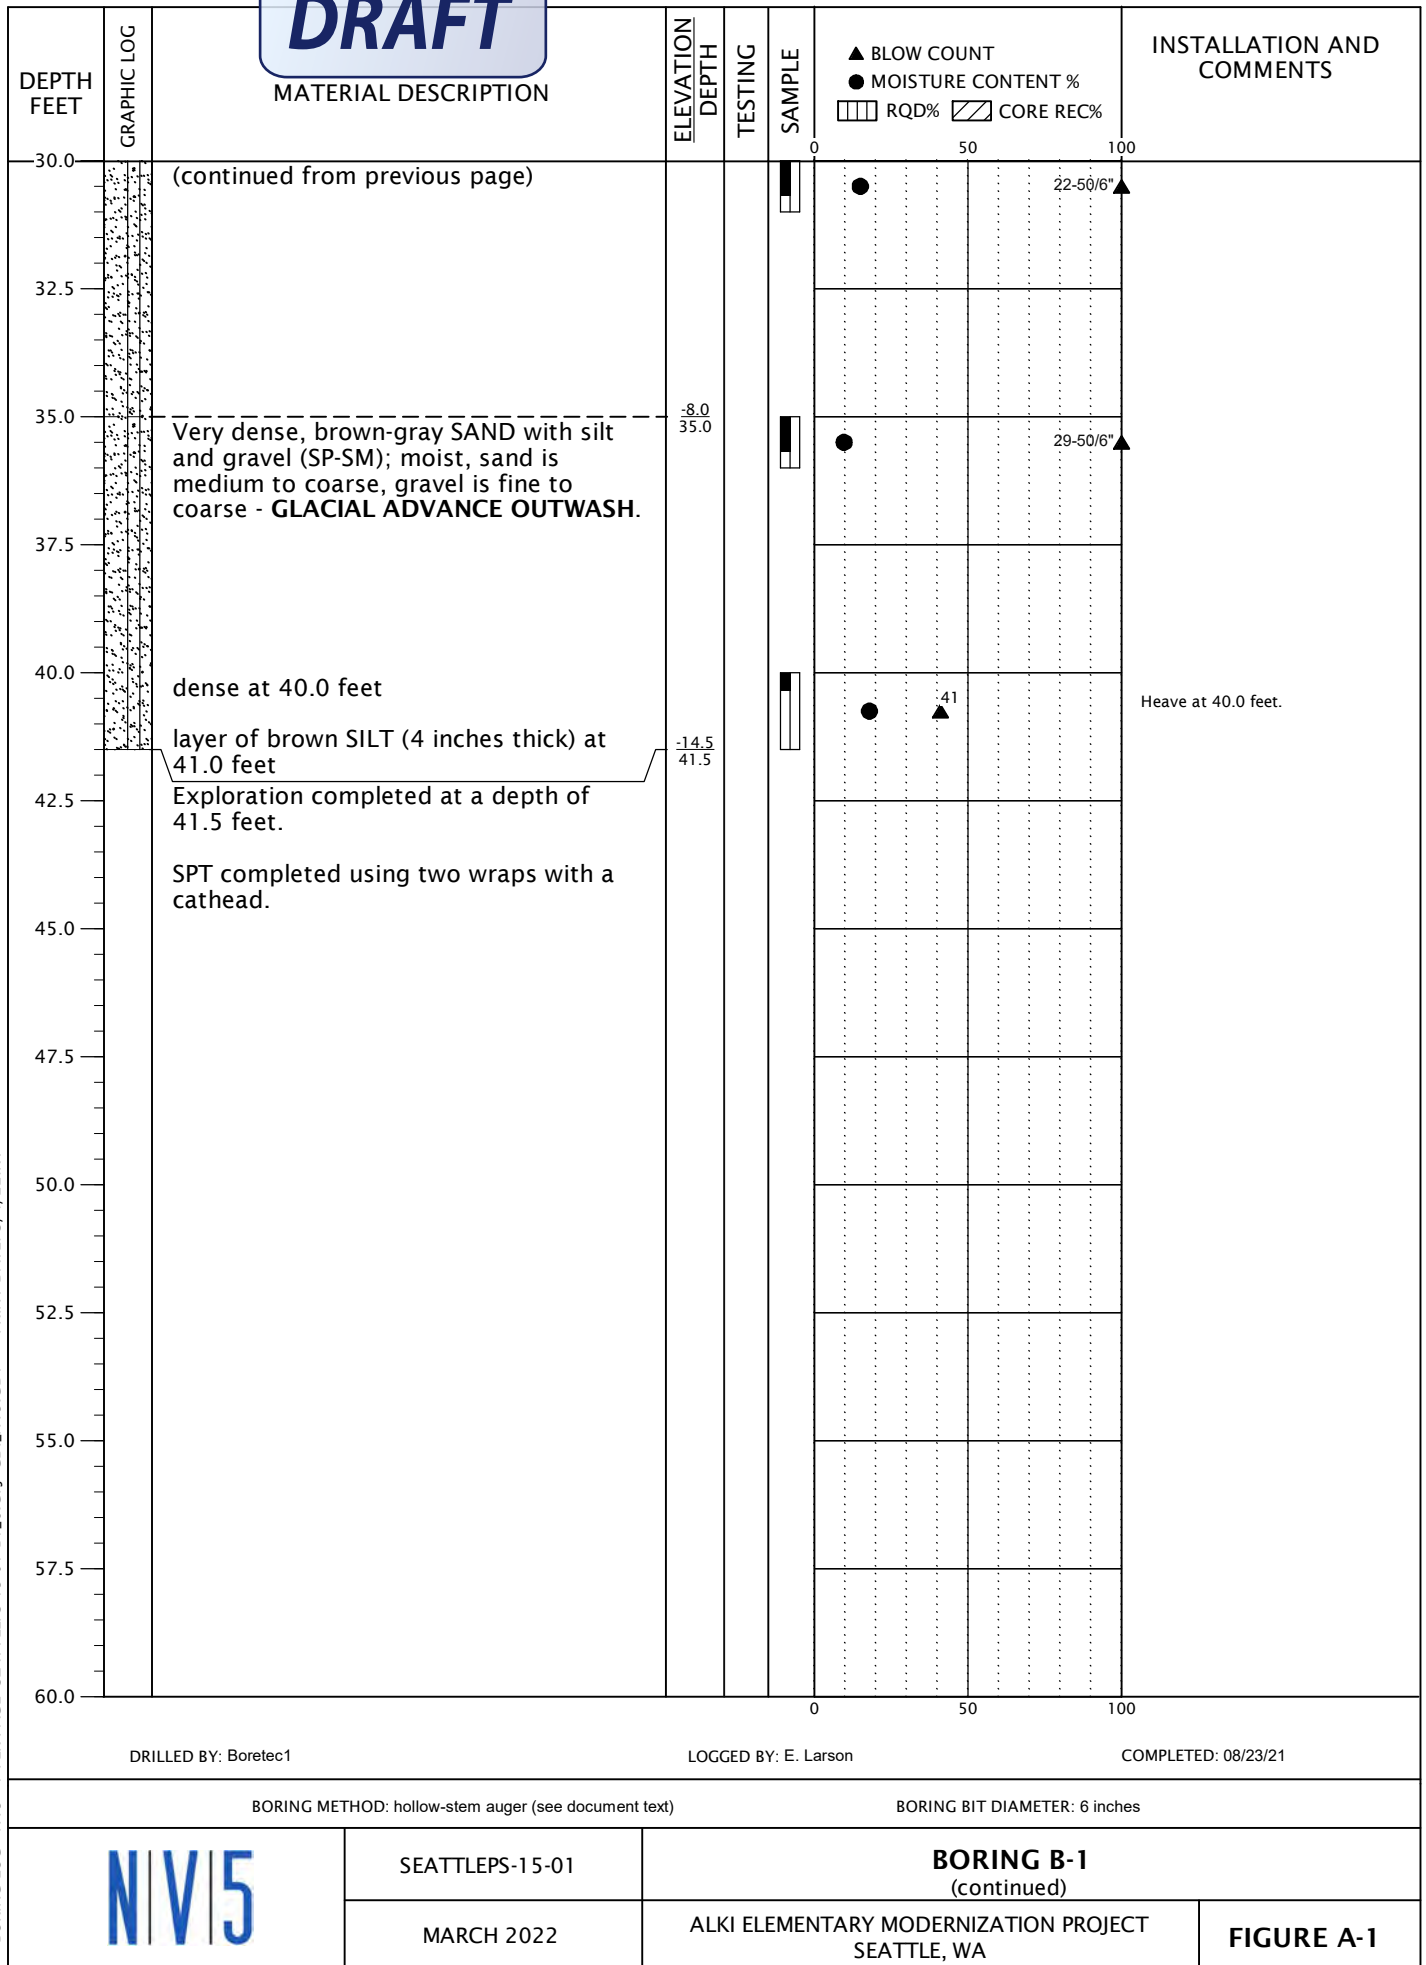 DRAFT
DEPTH
FEET
GRAPHIC LOG
MATERIAL DESCRIPTION
ELEVATION
DEPTH
TESTING
SAMPLE
▲ BLOW COUNT
● MOISTURE CONTENT %
RQD% CORE REC%
INSTALLATION AND
COMMENTS
0 50 100
30.0
(continued from previous page)
22-50/6"
32.5
35.0
-8.0
35.0
Very dense, brown-gray SAND with silt
and gravel (SP-SM); moist, sand is
medium to coarse, gravel is fine to
coarse - GLACIAL ADVANCE OUTWASH.
29-50/6"
37.5
40.0
dense at 40.0 feet
41
Heave at 40.0 feet.
layer of brown SILT (4 inches thick) at
41.0 feet
-14.5
41.5
42.5
Exploration completed at a depth of
41.5 feet.
SPT completed using two wraps with a
cathead.
45.0
47.5
50.0
52.5
55.0
57.5
60.0
0 50 100
DRILLED BY: Boretec1
LOGGED BY: E. Larson
COMPLETED: 08/23/21
BORING METHOD: hollow-stem auger (see document text)
BORING BIT DIAMETER: 6 inches
N|V|5
SEATTLEPS-15-01
MARCH 2022
BORING B-1
(continued)
ALKI ELEMENTARY MODERNIZATION PROJECT
SEATTLE, WA
FIGURE A-1